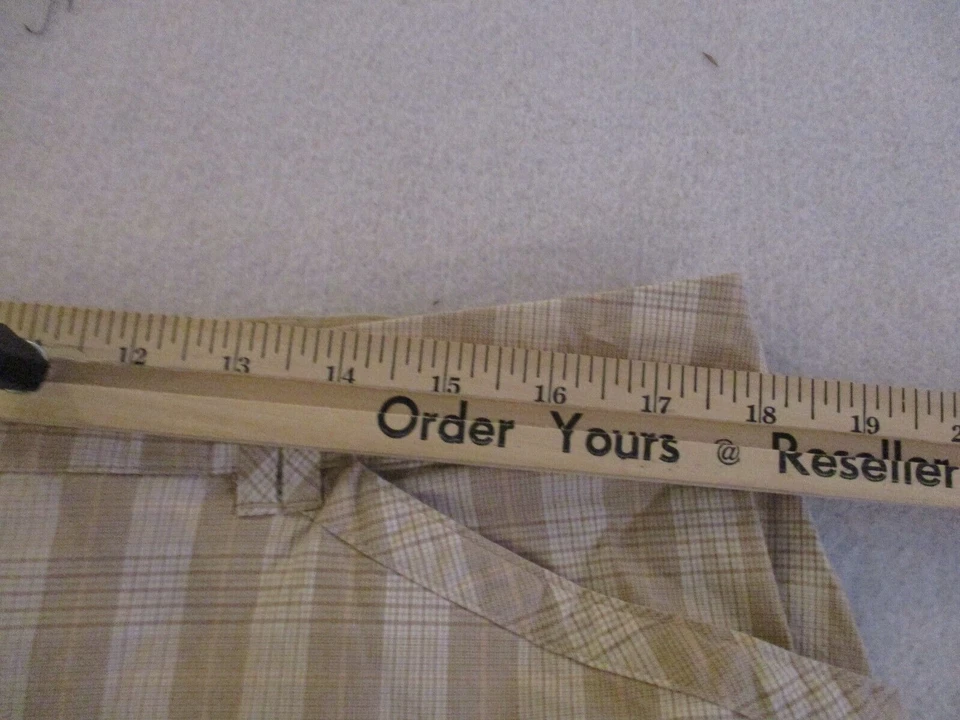 12 13 14 15 16 17 18 19
Order Yours @ Reseller